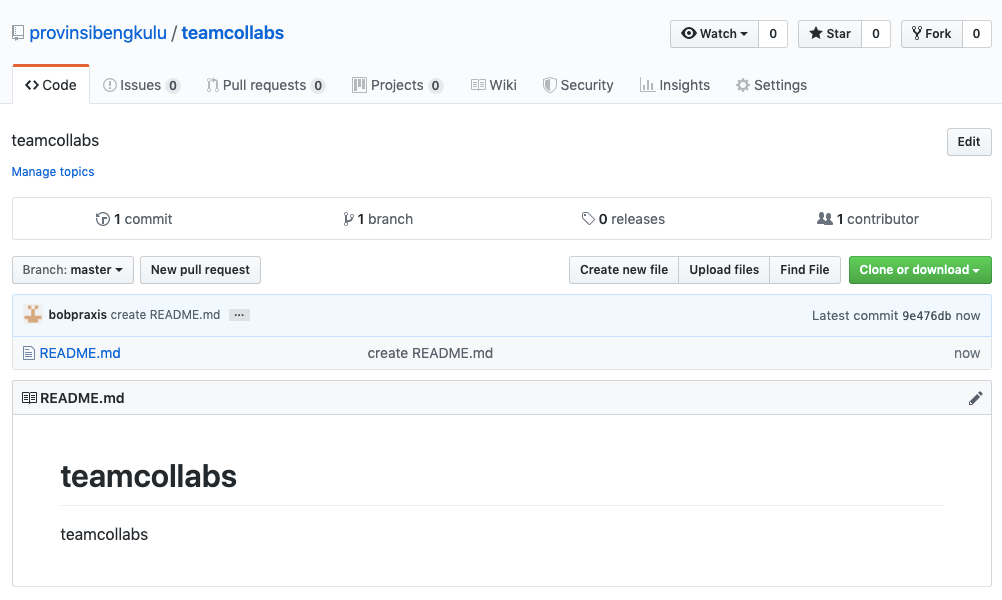 provinsibengkulu / teamcollabs
Watch 0 Star 0 Fork 0
Code Issues 0 Pull requests 0 Projects 0 Wiki Security Insights Settings
teamcollabs
Edit
Manage topics
1 commit 1 branch 0 releases 1 contributor
Branch: master New pull request Create new file Upload files Find File Clone or download
bobpraxis create README.md ... Latest commit 9e476db now
README.md create README.md now
README.md
teamcollabs
teamcollabs